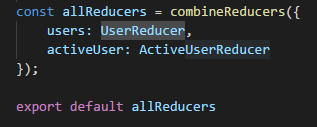 const allReducers = combineReducers({
    users: UserReducer,
    activeUser: ActiveUserReducer
});
export default allReducers